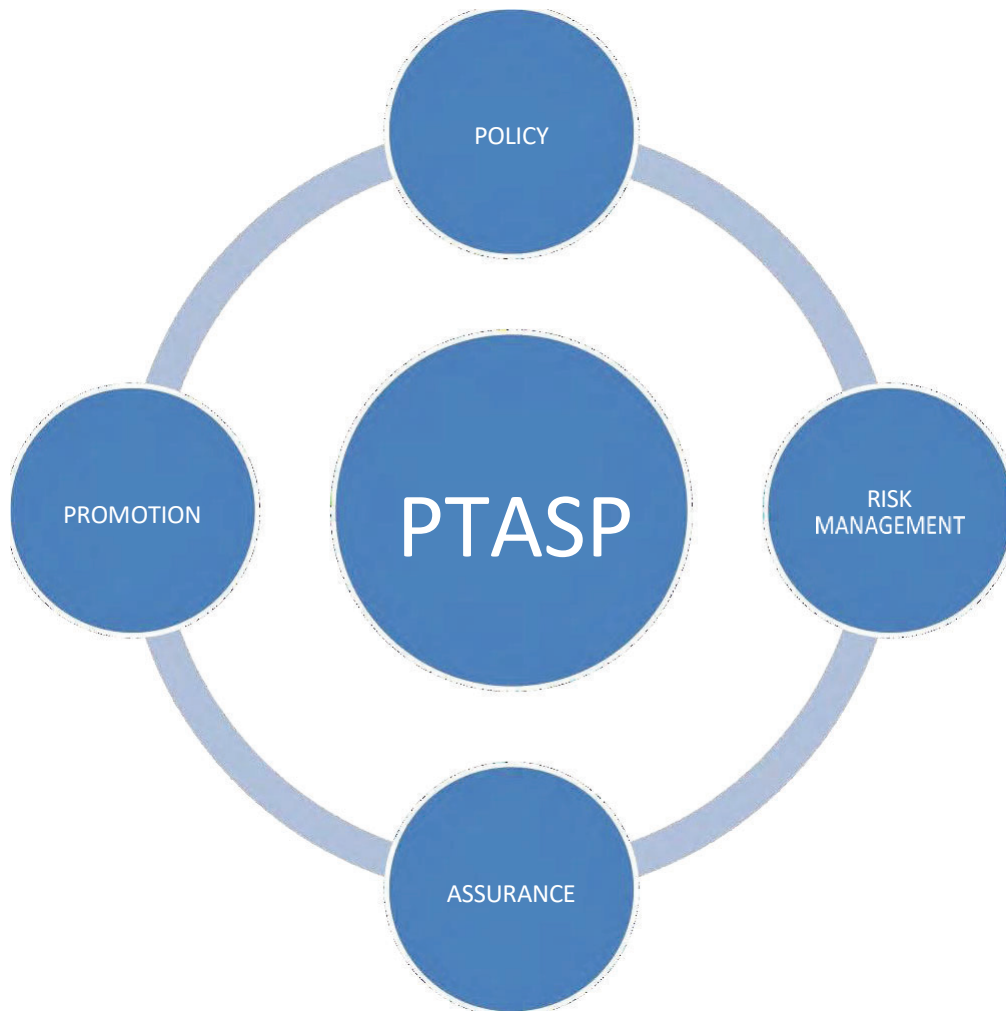 POLICY
PROMOTION
PTASP
RISK
MANAGEMENT
ASSURANCE